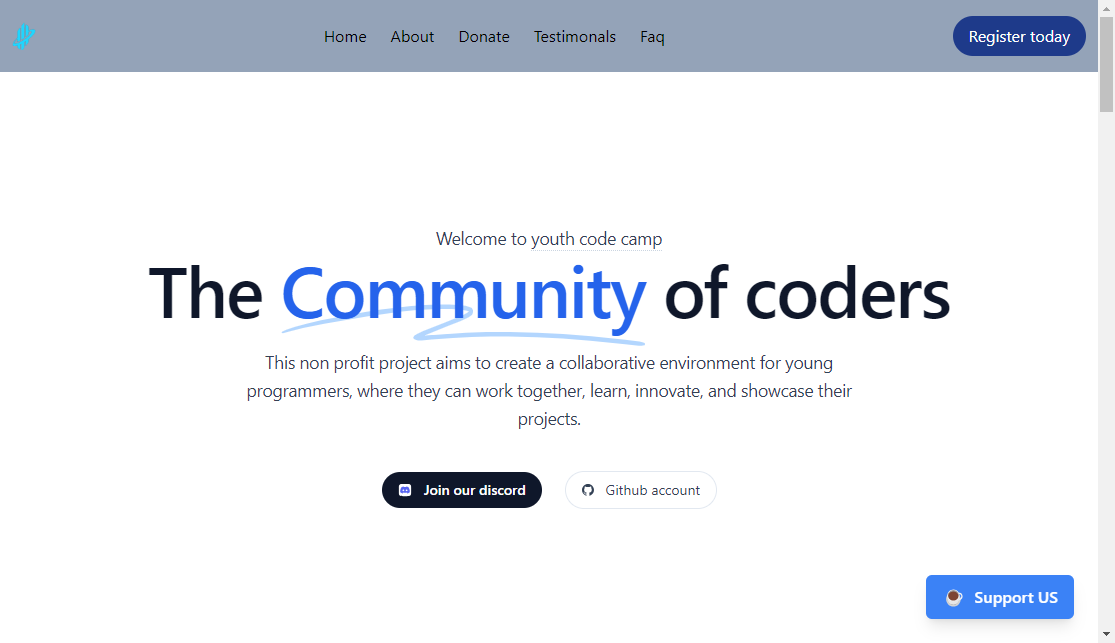 Home About Donate Testimonals Faq Register today
Welcome to youth code camp
The Community of coders
This non profit project aims to create a collaborative environment for young
programmers, where they can work together, learn, innovate, and showcase their
projects.
Join our discord Github account
Support US